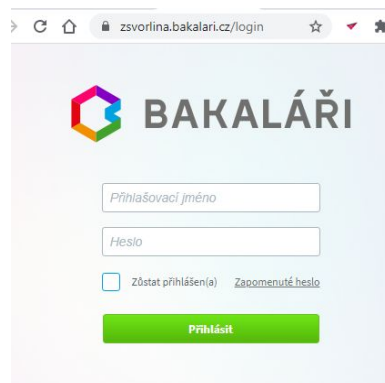 zsvorlina.bakalari.cz/login
BAKALÁŘI
Přihlašovací jméno
Heslo
Zůstat přihlášen(a) Zapomenuté heslo
Přihlásit